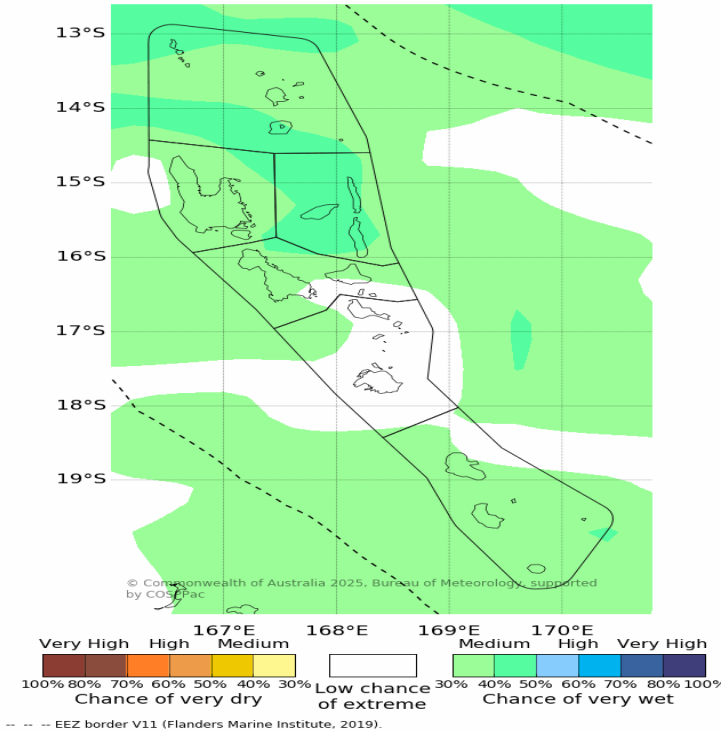 13°S
14°S
15°S
16°S
17°S
18°S
19°S
© Commonwealth of Australia 2025, Bureau of Meteorology, supported
by COSPPac
167°E 168°E 169°E 170°E
Very High High Medium Medium High Very High
100% 80% 70% 60% 50% 40% 30% 30% 40% 50% 60% 70% 80% 100%
Chance of very dry
Low chance
of extreme
Chance of very wet
-- -- -- EEZ border V11 (Flanders Marine Institute, 2019).